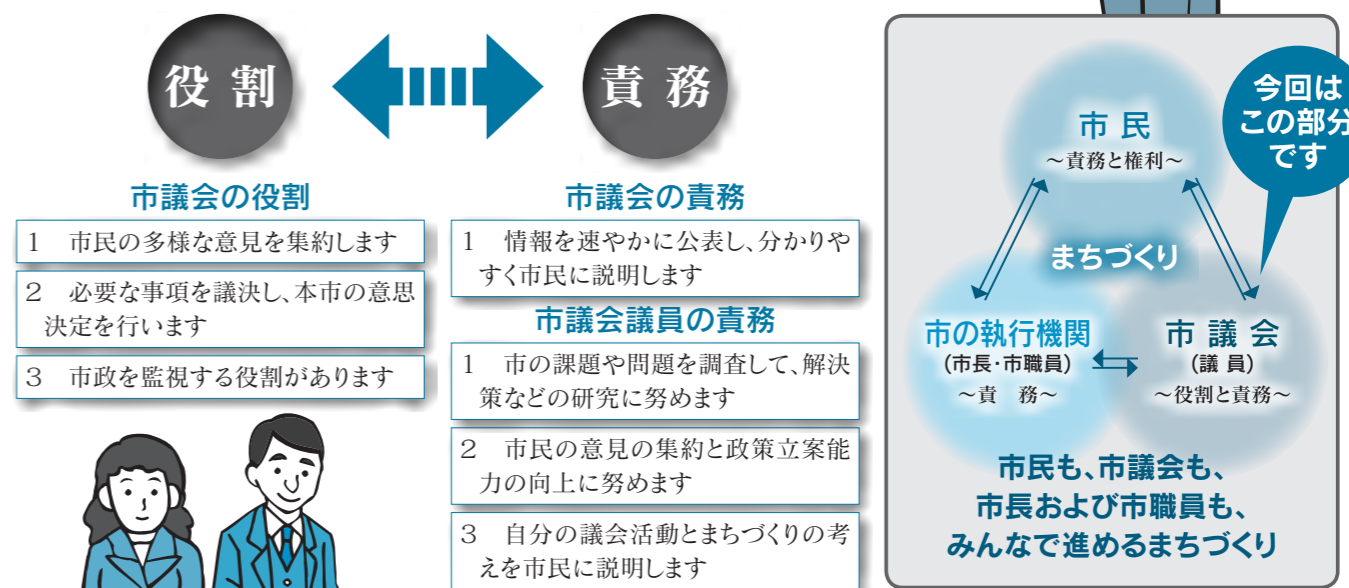 役割
責務
市議会の役割
1　市民の多様な意見を集約します
2　必要な事項を議決し、本市の意思
決定を行います
3　市政を監視する役割があります
市議会の責務
1　情報を速やかに公表し、分かりや
すく市民に説明します
市議会議員の責務
1　市の課題や問題を調査して、解決
策などの研究に努めます
2　市民の意見の集約と政策立案能
力の向上に努めます
3　自分の議会活動とまちづくりの考
えを市民に説明します
今回は
この部分
です
市民
～責務と権利～
まちづくり
市の執行機関
(市長・市職員)
～責　務～
市議会
(議員)
～役割と責務～
市民も、市議会も、
市長および市職員も、
みんなで進めるまちづくり